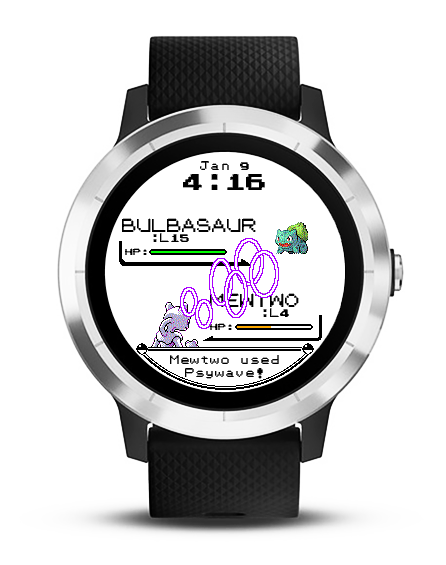 Jan 9
4:16
BULBASAUR
:L15
HP:
MEWTWO
:L4
HP:
Mewtwo used
Psywave!